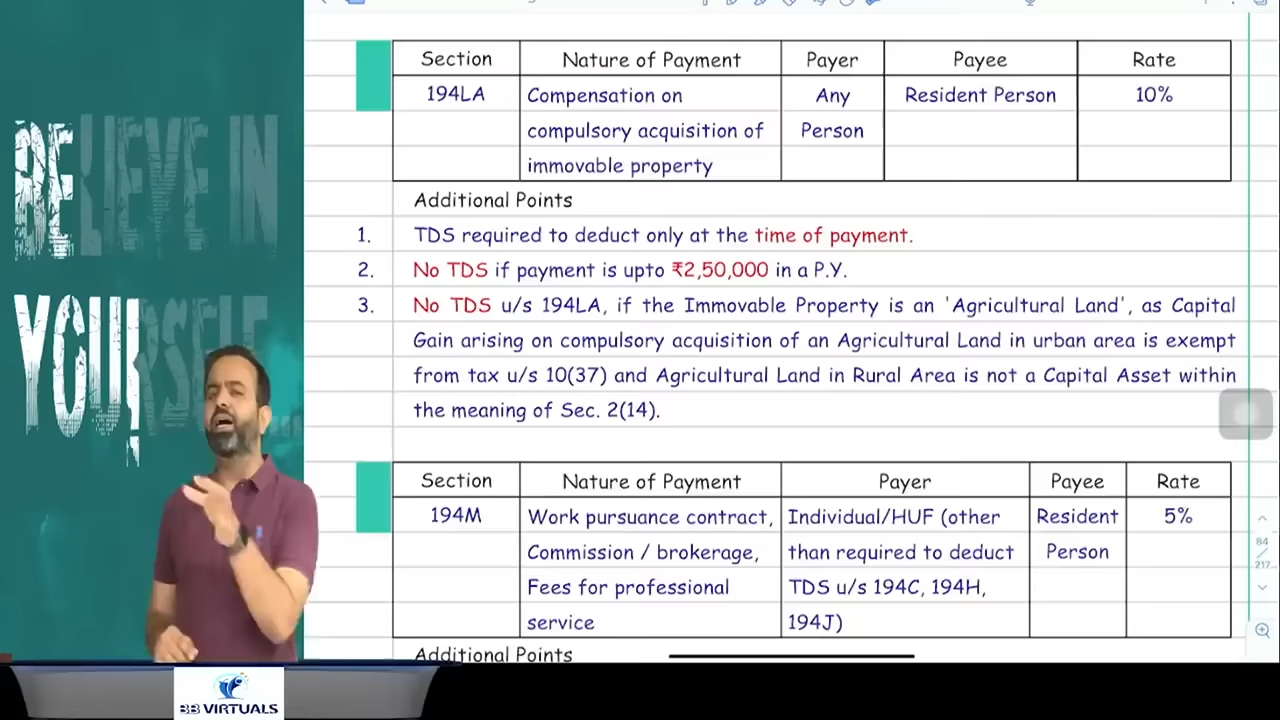 BELIEVE IN
YOURSELF
Section Nature of Payment Payer Payee Rate
194LA Compensation on Any Resident Person 10%
compulsory acquisition of Person
immovable property
Additional Points
1. TDS required to deduct only at the time of payment.
2. No TDS if payment is upto ₹2,50,000 in a P.Y.
3. No TDS u/s 194LA, if the Immovable Property is an 'Agricultural Land', as Capital
Gain arising on compulsory acquisition of an Agricultural Land in urban area is exempt
from tax u/s 10(37) and Agricultural Land in Rural Area is not a Capital Asset within
the meaning of Sec. 2(14).
Section Nature of Payment Payer Payee Rate
194M Work pursuance contract, Individual/HUF (other Resident 5%
Commission / brokerage, than required to deduct Person
Fees for professional TDS u/s 194C, 194H,
service 194J)
Additional Points
84
/
217
BB VIRTUALS